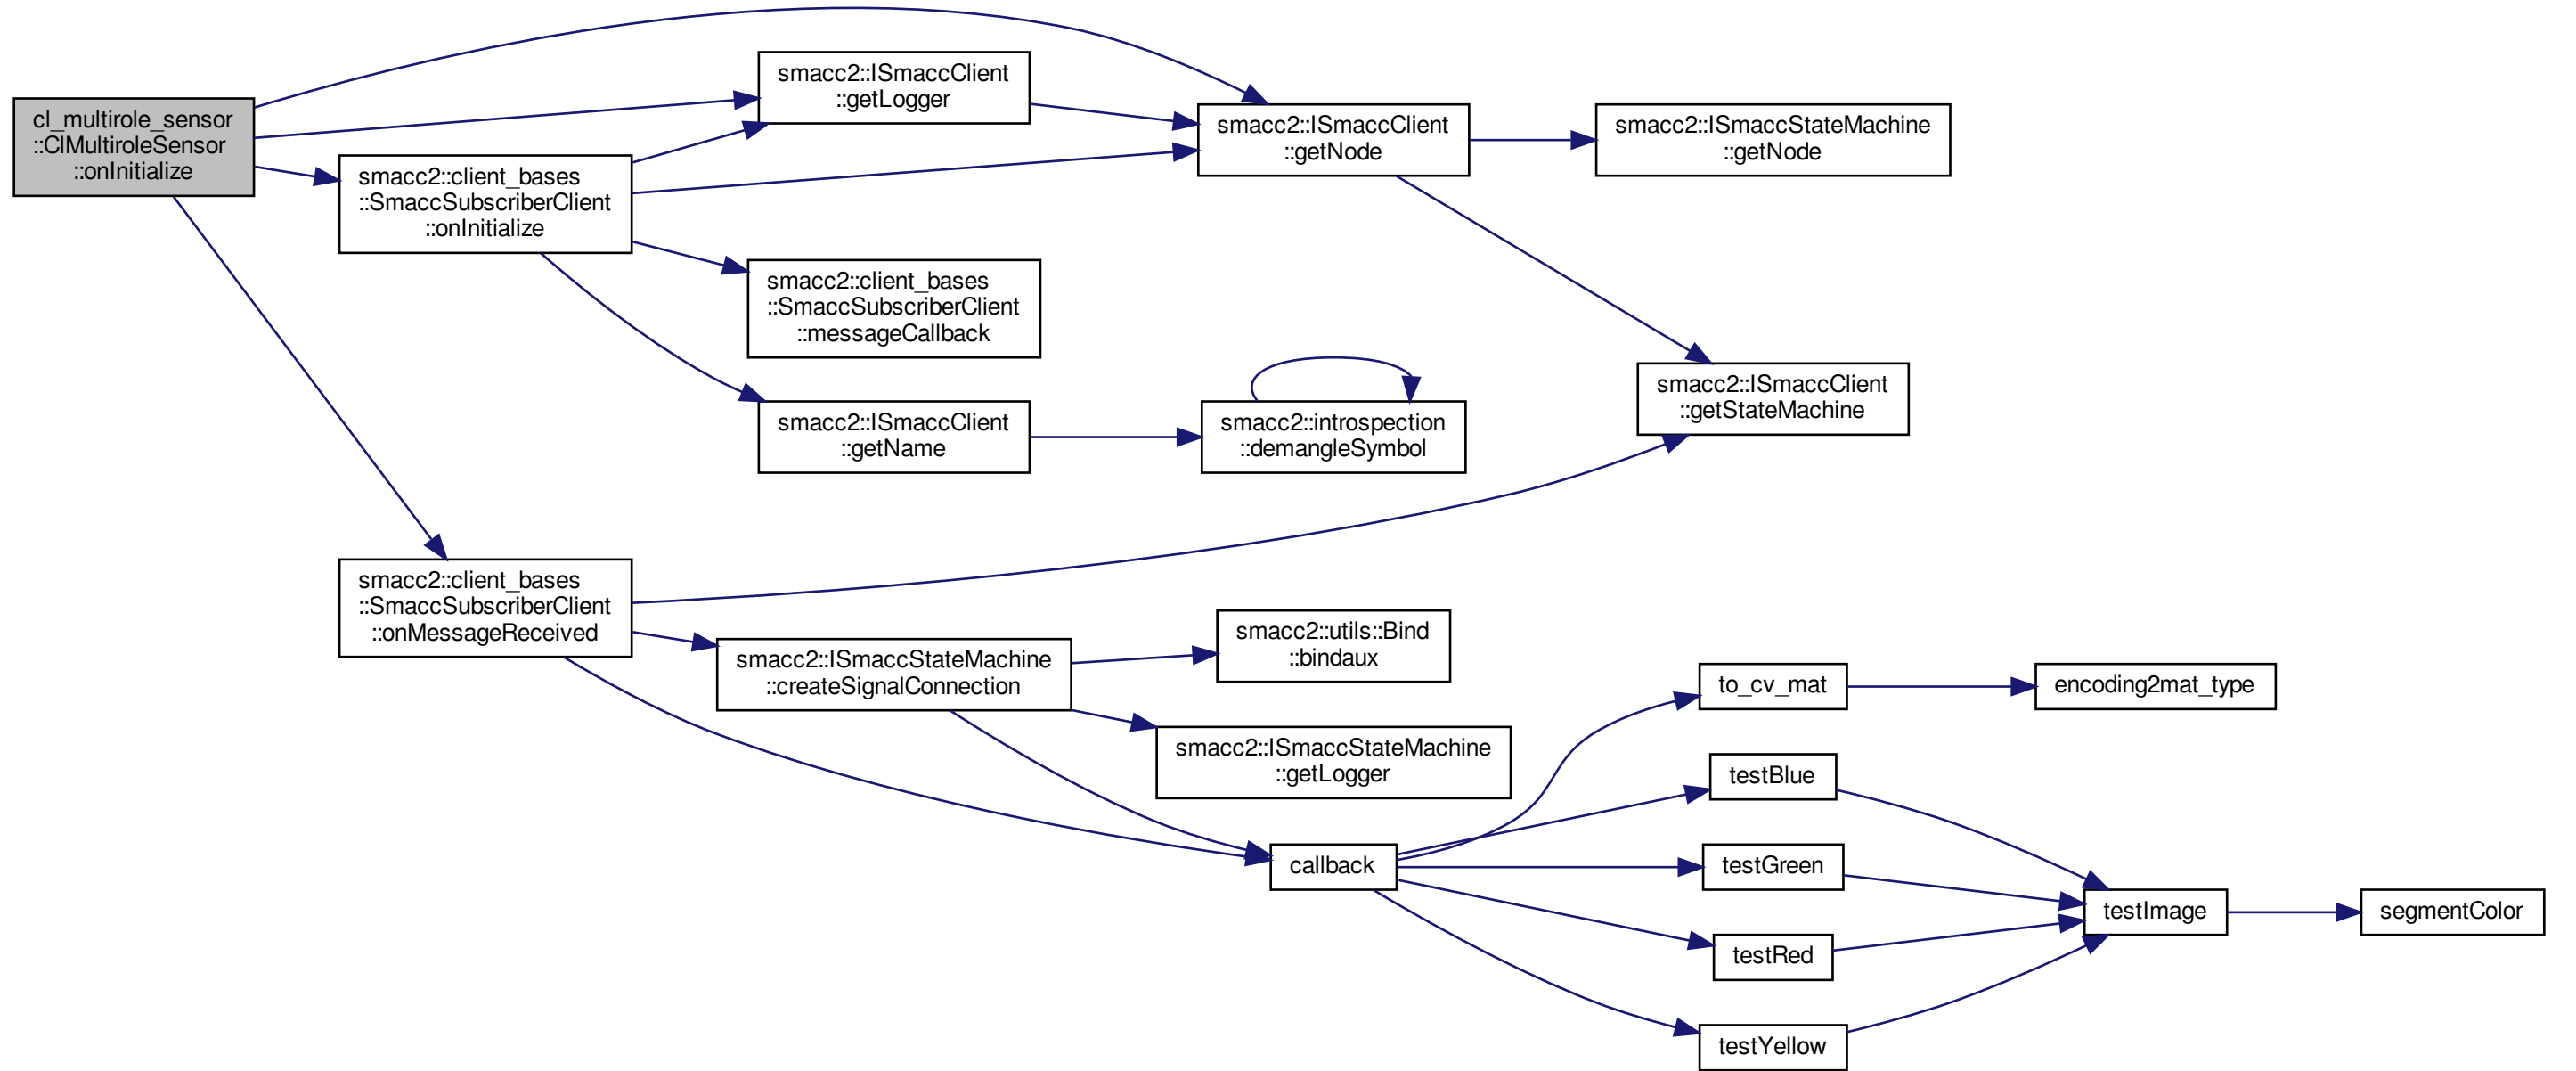 cl_multirole_sensor
::ClMultiroleSensor
::onInitialize
smacc2::ISmaccClient
::getLogger
smacc2::client_bases
::SmaccSubscriberClient
::onInitialize
smacc2::ISmaccClient
::getNode
smacc2::ISmaccStateMachine
::getNode
smacc2::client_bases
::SmaccSubscriberClient
::messageCallback
smacc2::ISmaccClient
::getName
smacc2::introspection
::demangleSymbol
smacc2::ISmaccClient
::getStateMachine
smacc2::client_bases
::SmaccSubscriberClient
::onMessageReceived
smacc2::ISmaccStateMachine
::createSignalConnection
smacc2::utils::Bind
::bindaux
smacc2::ISmaccStateMachine
::getLogger
callback
to_cv_mat
encoding2mat_type
testBlue
testGreen
testRed
testYellow
testImage
segmentColor